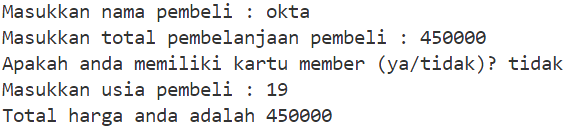 Masukkan nama pembeli : okta
Masukkan total pembelanjaan pembeli : 450000
Apakah anda memiliki kartu member (ya/tidak)? tidak
Masukkan usia pembeli : 19
Total harga anda adalah 450000